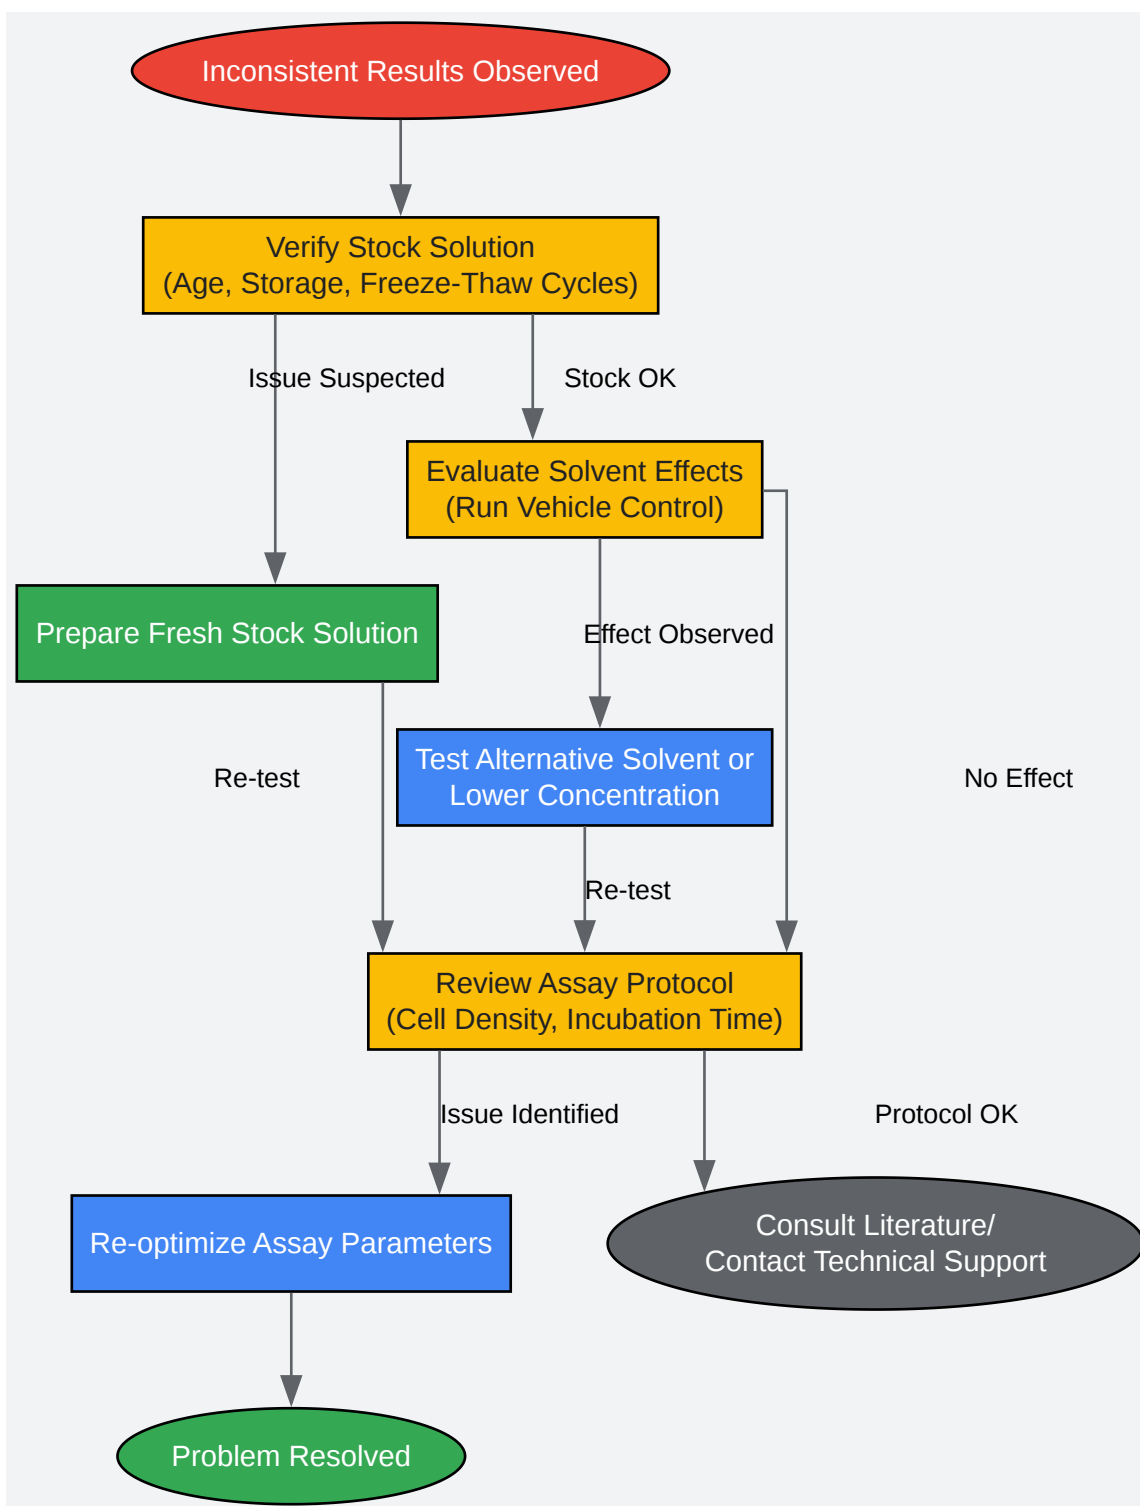 Inconsistent Results Observed
Verify Stock Solution
(Age, Storage, Freeze-Thaw Cycles)
Issue Suspected
Stock OK
Evaluate Solvent Effects
(Run Vehicle Control)
Prepare Fresh Stock Solution
Effect Observed
Test Alternative Solvent or
Lower Concentration
Re-test
No Effect
Re-test
Review Assay Protocol
(Cell Density, Incubation Time)
Issue Identified
Protocol OK
Re-optimize Assay Parameters
Consult Literature/
Contact Technical Support
Problem Resolved